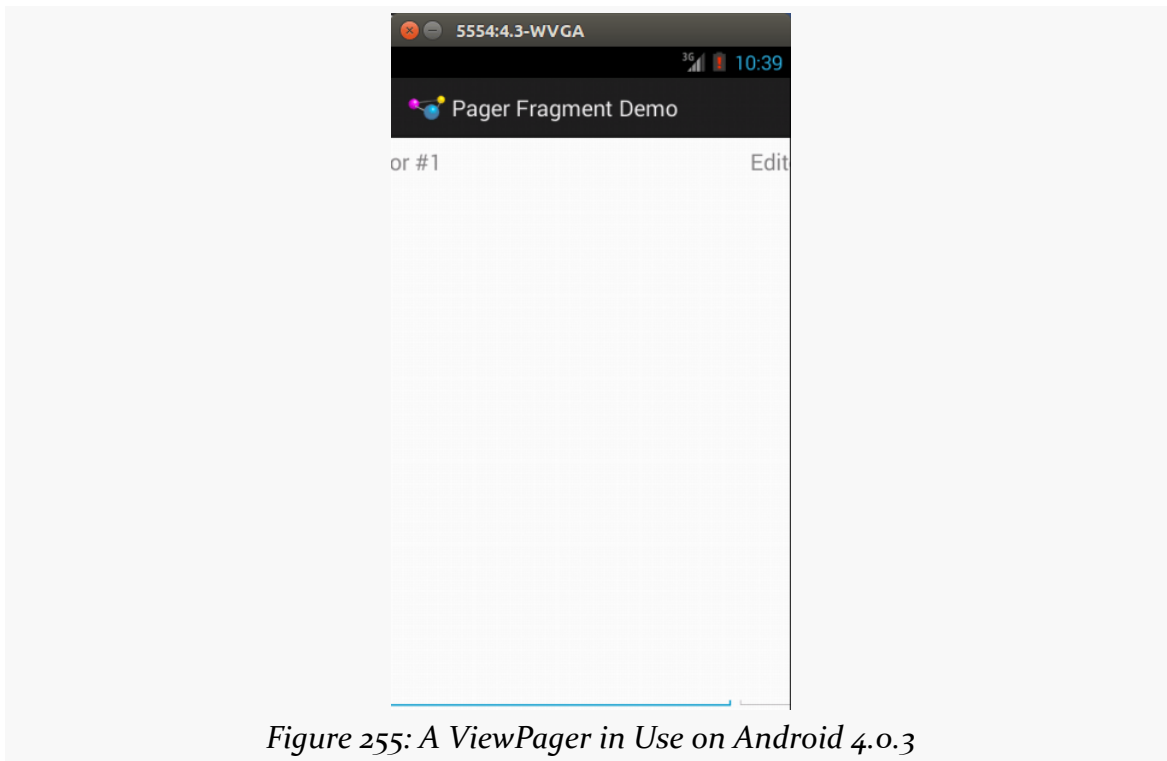 5554:4.3-WVGA
3G 10:39
Pager Fragment Demo
or #1 Edit
Figure 255: A ViewPager in Use on Android 4.0.3